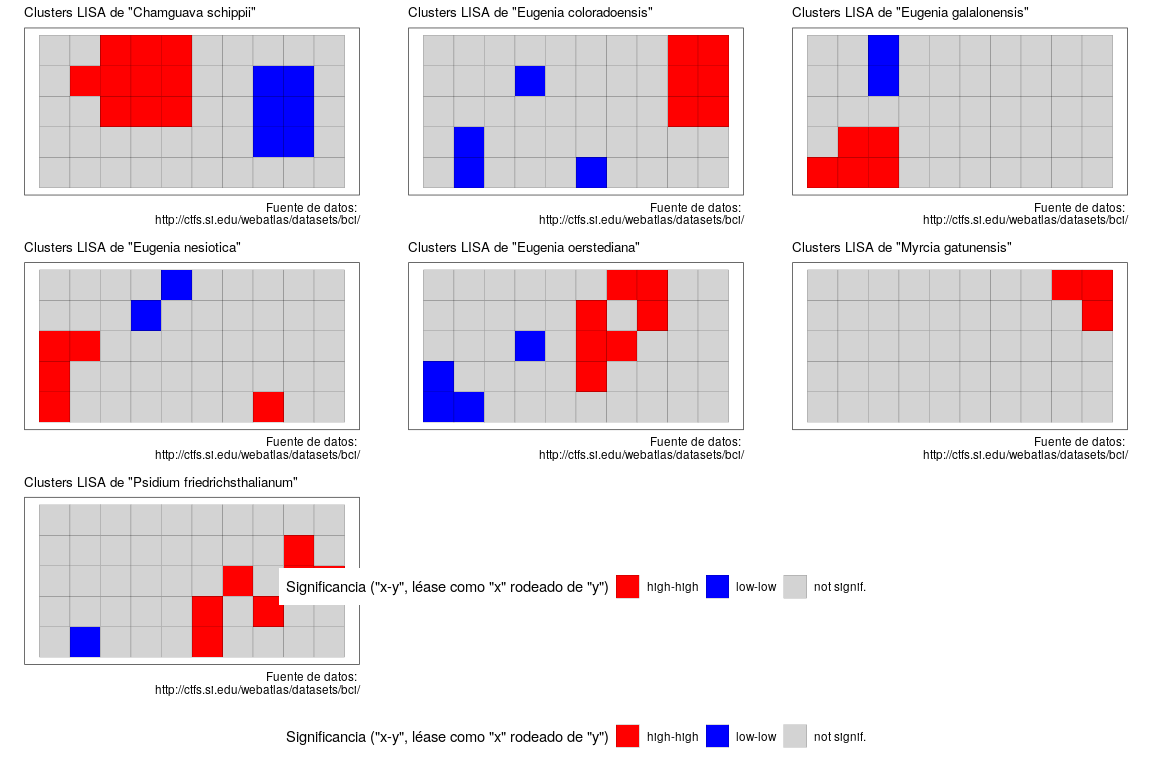 Clusters LISA de "Chamguava schippii"
Clusters LISA de "Eugenia coloradoensis"
Clusters LISA de "Eugenia galalonensis"
Fuente de datos:
http://ctfs.si.edu/webatlas/datasets/bci/
Fuente de datos:
http://ctfs.si.edu/webatlas/datasets/bci/
Fuente de datos:
http://ctfs.si.edu/webatlas/datasets/bci/
Clusters LISA de "Eugenia nesiotica"
Clusters LISA de "Eugenia oerstediana"
Clusters LISA de "Myrcia gatunensis"
Fuente de datos:
http://ctfs.si.edu/webatlas/datasets/bci/
Fuente de datos:
http://ctfs.si.edu/webatlas/datasets/bci/
Fuente de datos:
http://ctfs.si.edu/webatlas/datasets/bci/
Clusters LISA de "Psidium friedrichsthalianum"
Significancia ("x-y", léase como "x" rodeado de "y") high-high low-low not signif.
Fuente de datos:
http://ctfs.si.edu/webatlas/datasets/bci/
Significancia ("x-y", léase como "x" rodeado de "y") high-high low-low not signif.